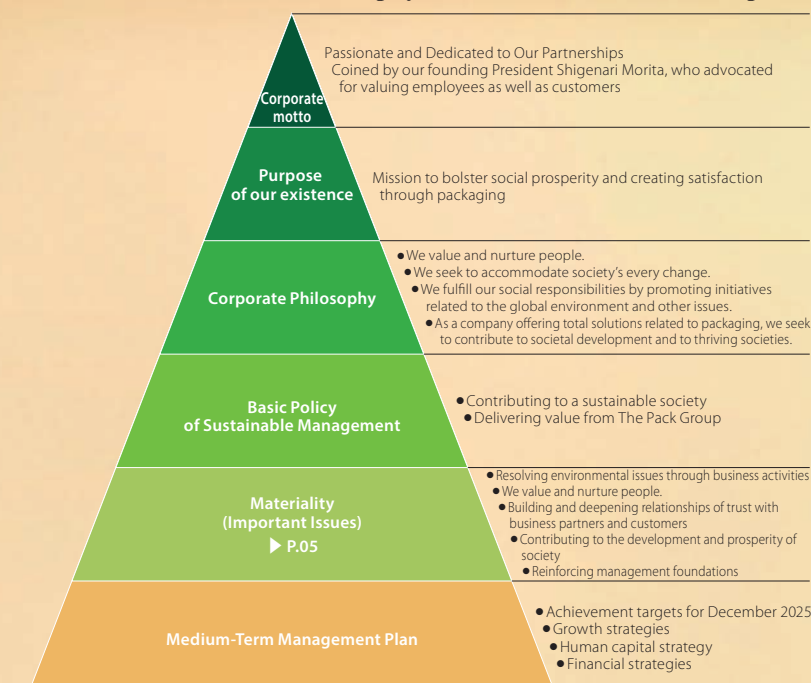 Passionate and Dedicated to Our Partnerships
Coined by our founding President Shigenari Morita, who advocated
for valuing employees as well as customers
Corporate
motto
Purpose
of our existence
Mission to bolster social prosperity and creating satisfaction
through packaging
Corporate Philosophy
● We value and nurture people.
● We seek to accommodate society's every change.
● We fulfill our social responsibilities by promoting initiatives
related to the global environment and other issues.
● As a company offering total solutions related to packaging, we seek
to contribute to societal development and to thriving societies.
Basic Policy
of Sustainable Management
● Contributing to a sustainable society
● Delivering value from The Pack Group
Materiality
(Important Issues)
▶ P.05
● Resolving environmental issues through business activities
● We value and nurture people.
● Building and deepening relationships of trust with
business partners and customers
● Contributing to the development and prosperity of
society
● Reinforcing management foundations
Medium-Term Management Plan
● Achievement targets for December 2025
● Growth strategies
● Human capital strategy
● Financial strategies